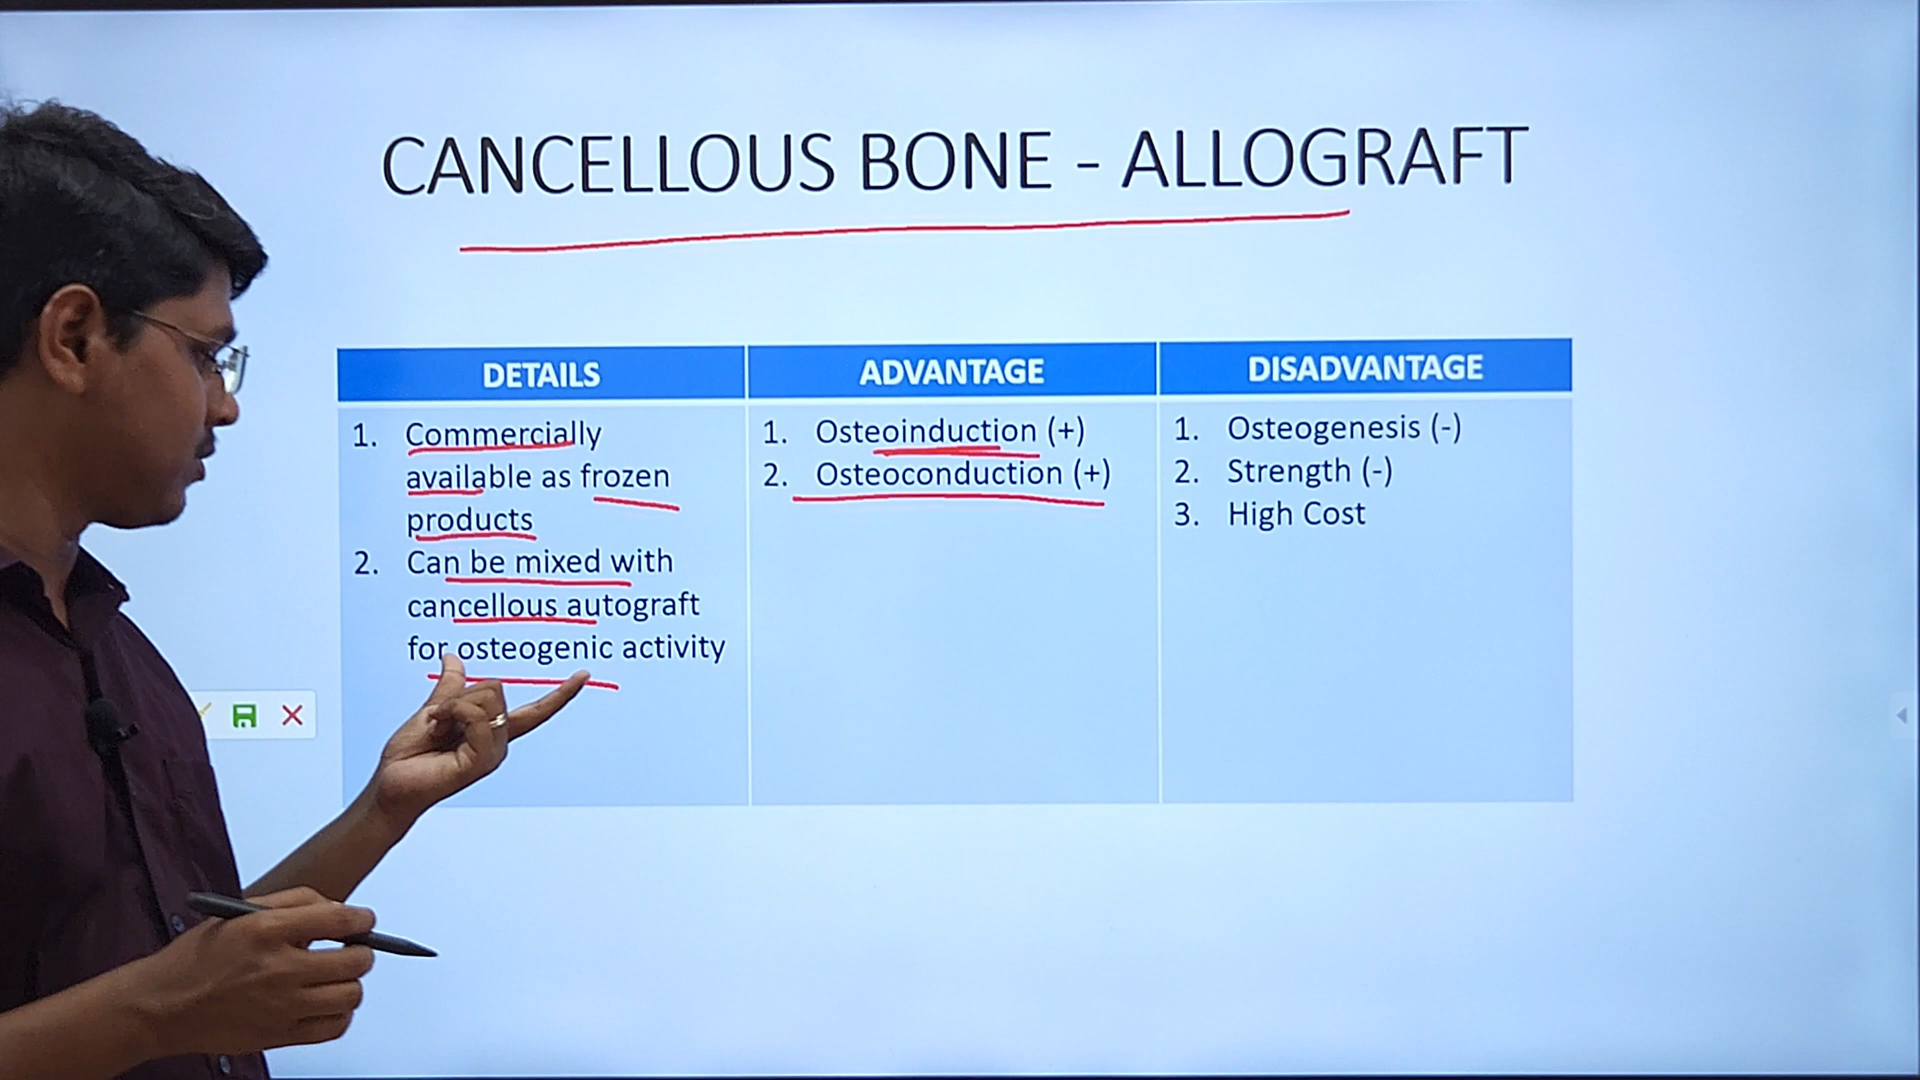 CANCELLOUS BONE - ALLOGRAFT
DETAILS
ADVANTAGE
DISADVANTAGE
1. Commercially
available as frozen
products
2. Can be mixed with
cancellous autograft
for osteogenic activity
1. Osteoinduction (+)
2. Osteoconduction (+)
1. Osteogenesis (-)
2. Strength (-)
3. High Cost